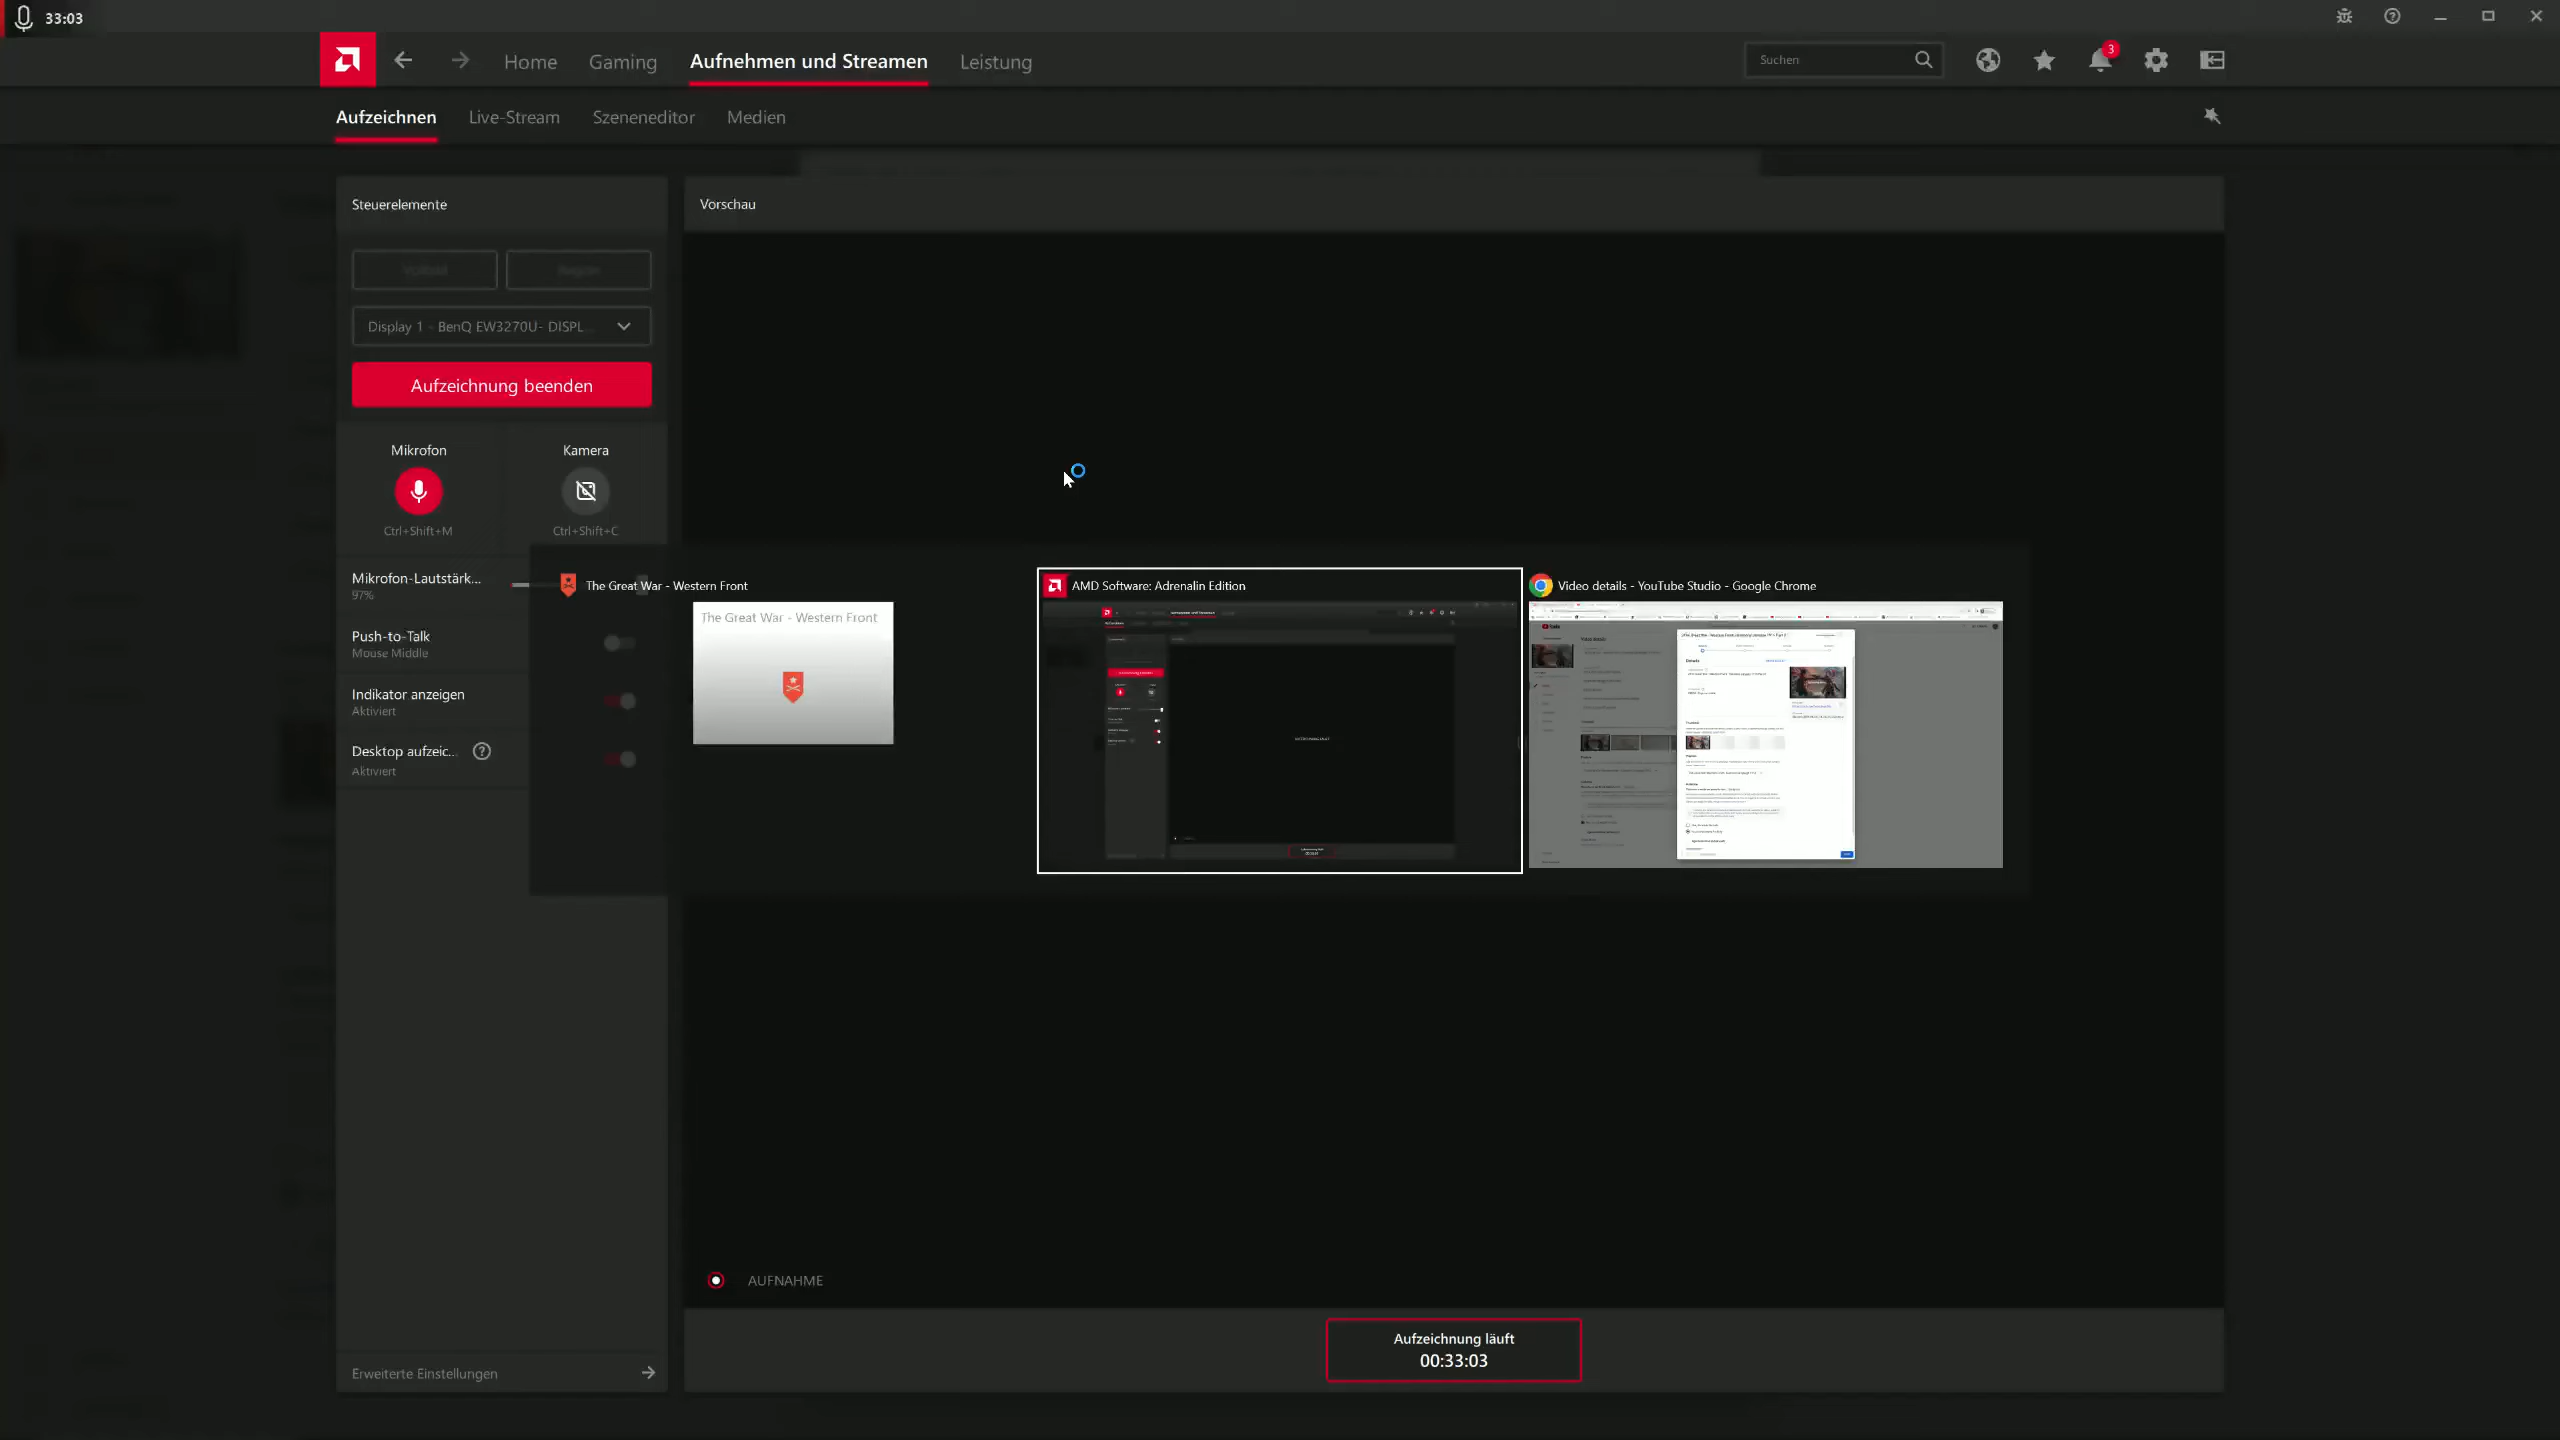 33:03
Home Gaming Aufnehmen und Streamen Leistung
Suchen
3
Aufzeichnen Live-Stream Szeneneditor Medien
Steuerelemente
Vorschau
Display 1 - BenQ EW3270U- DISPL...
Aufzeichnung beenden
Mikrofon Kamera
Ctrl+Shift+M Ctrl+Shift+C
Mikrofon-Lautstärk...
97%
Push-to-Talk
Mouse Middle
Indikator anzeigen
Aktiviert
Desktop aufzeic...
Aktiviert
The Great War - Western Front
The Great War - Western Front
AMD Software: Adrenalin Edition
Video details - YouTube Studio - Google Chrome
AUFNAHME
Aufzeichnung läuft
00:33:03
Erweiterte Einstellungen